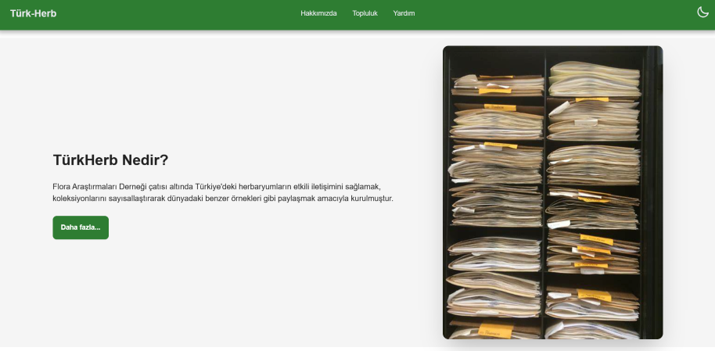 Türk-Herb
Hakkımızda Topluluk Yardım
TürkHerb Nedir?
Flora Araştırmaları Derneği çatısı altında Türkiye'deki herbaryumların etkili iletişimini sağlamak,
koleksiyonlarını sayısallaştırarak dünyadaki benzer örnekleri gibi paylaşmak amacıyla kurulmuştur.
Daha fazla...